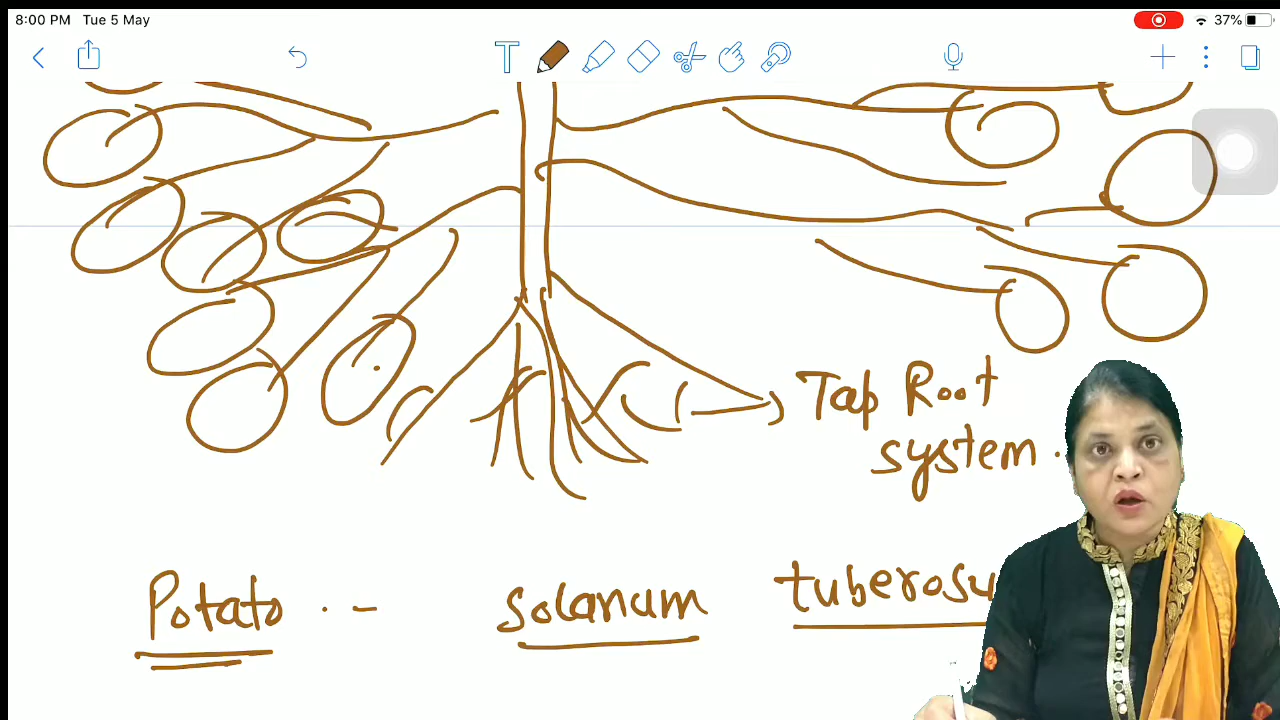 8:00 PM Tue 5 May
37%
T
Tap Root
system.
Potato .-
solanum
tuberosu